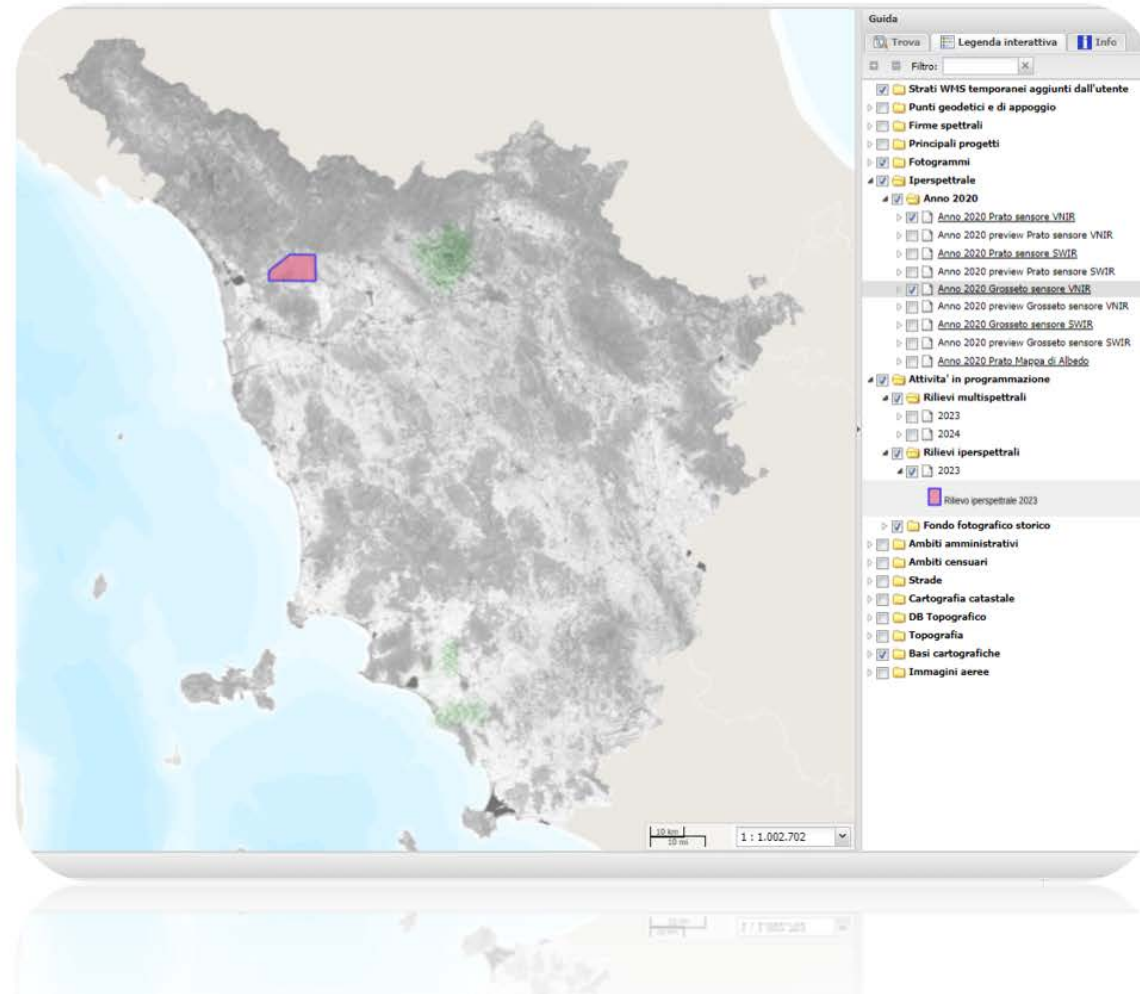 Guida
Trova Legenda interattiva Info
Filtro:
Strati WMS temporanei aggiunti dall'utente
Punti geodetici e di appoggio
Firme spettrali
Principali progetti
Fotogrammi
Iperspettrale
Anno 2020
Anno 2020 Prato sensore VNIR
Anno 2020 preview Prato sensore VNIR
Anno 2020 Prato sensore SWIR
Anno 2020 preview Prato sensore SWIR
Anno 2020 Grosseto sensore VNIR
Anno 2020 preview Grosseto sensore VNIR
Anno 2020 Grosseto sensore SWIR
Anno 2020 preview Grosseto sensore SWIR
Anno 2020 Prato Mappa di Albedo
Attivita' in programmazione
Rilievi multispettrali
2023
2024
Rilievi iperspettrali
2023
Rilievo iperspettrale 2023
Fondo fotografico storico
Ambiti amministrativi
Ambiti censuari
Strade
Cartografia catastale
DB Topografico
Topografia
Basi cartografiche
Immagini aeree
10 km
10 mi
1 : 1.002.702